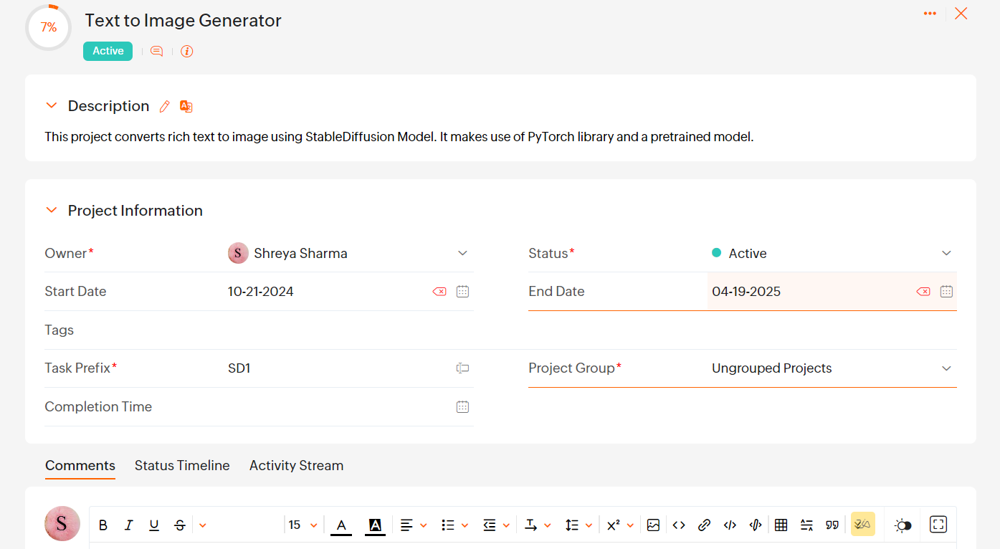 7%
Text to Image Generator
Active
Description
This project converts rich text to image using StableDiffusion Model. It makes use of PyTorch library and a pretrained model.
Project Information
Owner*
S
Shreya Sharma
Status*
Active
Start Date
10-21-2024
End Date
04-19-2025
Tags
Task Prefix*
SD1
Project Group*
Ungrouped Projects
Completion Time
Comments Status Timeline Activity Stream
S
B I U S 15 A A T x²